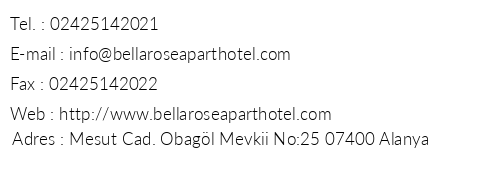 Tel. : 02425142021
E-mail : info@bellaroseaparthotel.com
Fax : 02425142022
Web : http://www.bellaroseaparthotel.com
Adres : Mesut Cad. Obagöl Mevkii No:25 07400 Alanya